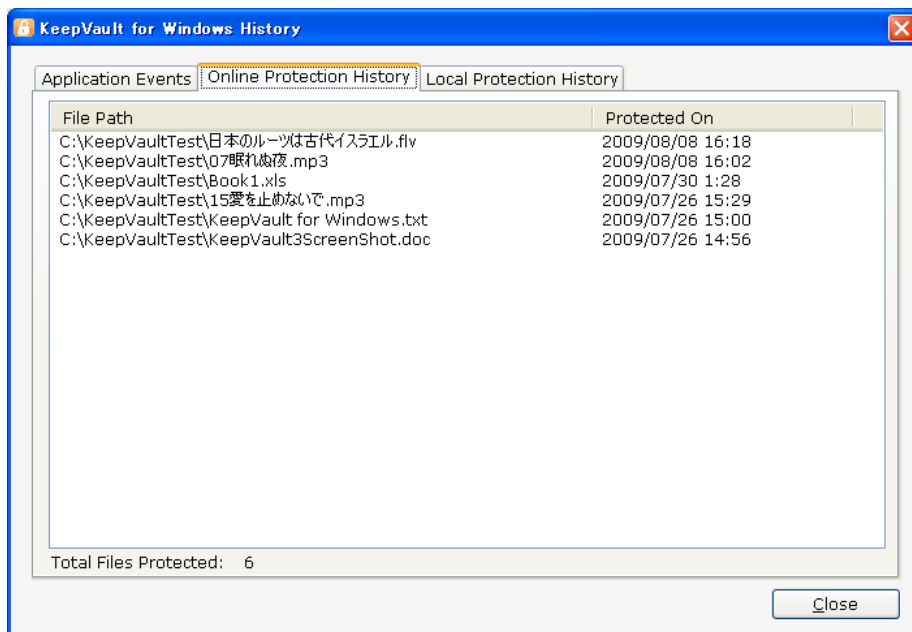 KeepVault for Windows History
Application Events Online Protection History Local Protection History
File Path Protected On
C:\KeepVaultTest\日本のルーツは古代イスラエル.flv 2009/08/08 16:18
C:\KeepVaultTest\07眠れぬ夜.mp3 2009/08/08 16:02
C:\KeepVaultTest\Book1.xls 2009/07/30 1:28
C:\KeepVaultTest\15愛を止めないで.mp3 2009/07/26 15:29
C:\KeepVaultTest\KeepVault for Windows.txt 2009/07/26 15:00
C:\KeepVaultTest\KeepVault3ScreenShot.doc 2009/07/26 14:56
Total Files Protected: 6
Close